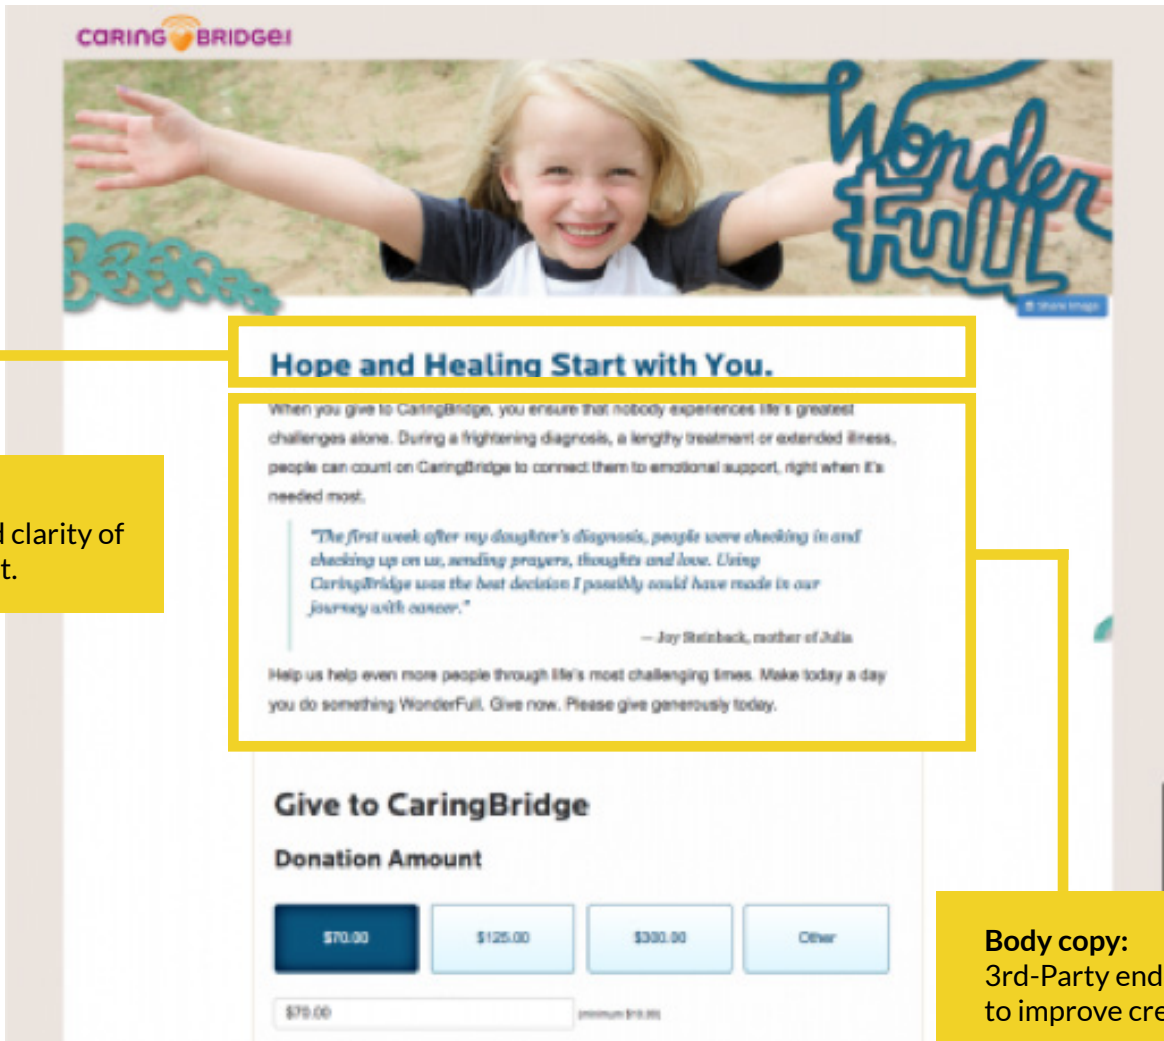 CARING BRIDGE
Wonder
Full
Share Image
Hope and Healing Start with You.
When you give to CaringBridge, you ensure that nobody experiences life's greatest
challenges alone. During a frightening diagnosis, a lengthy treatment or extended illness,
people can count on CaringBridge to connect them to emotional support, right when it's
needed most.
d clarity of
t.
"The first week after my daughter's diagnosis, people were checking in and
checking up on us, sending prayers, thoughts and love. Using
CaringBridge was the best decision I possibly could have made in our
journey with cancer."
— Joy Steinback, mother of Julia
Help us help even more people through life's most challenging times. Make today a day
you do something WonderFull. Give now. Please give generously today.
Give to CaringBridge
Donation Amount
$70.00 $125.00 $300.00 Other
$70.00 (minimum $10.00)
Body copy:
3rd-Party end
to improve cre